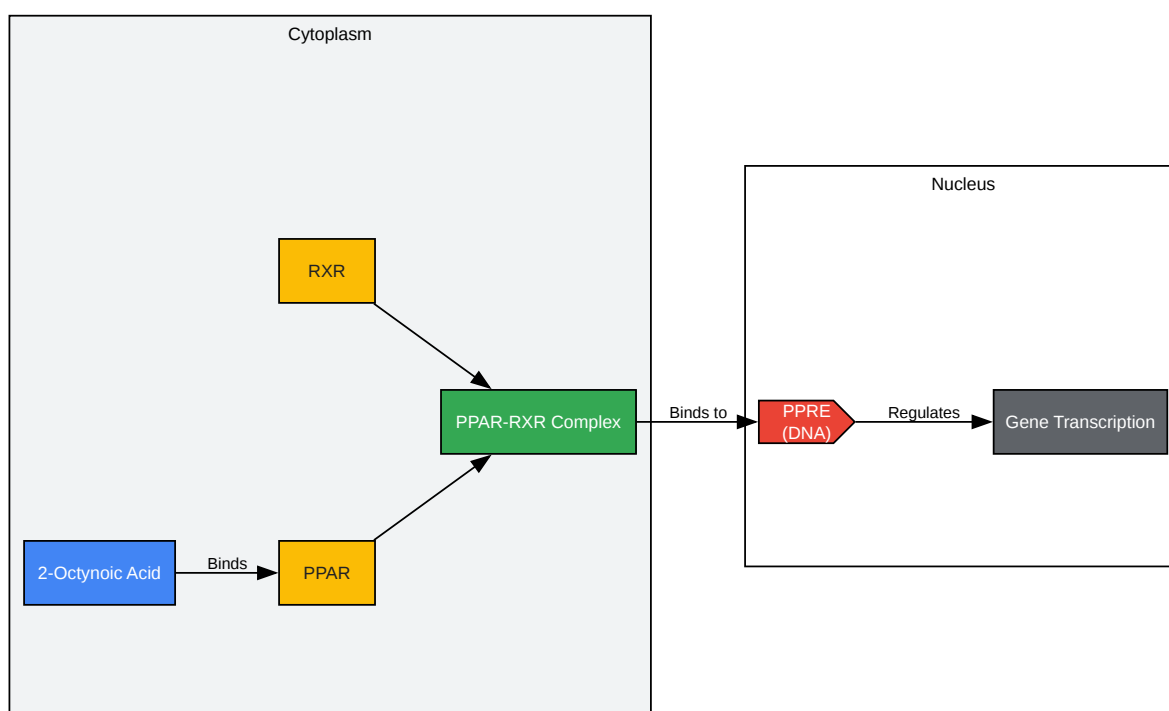 Cytoplasm
Nucleus
RXR
PPAR-RXR Complex
Binds to
PPRE
(DNA)
Regulates
Gene Transcription
2-Octynoic Acid
Binds
PPAR